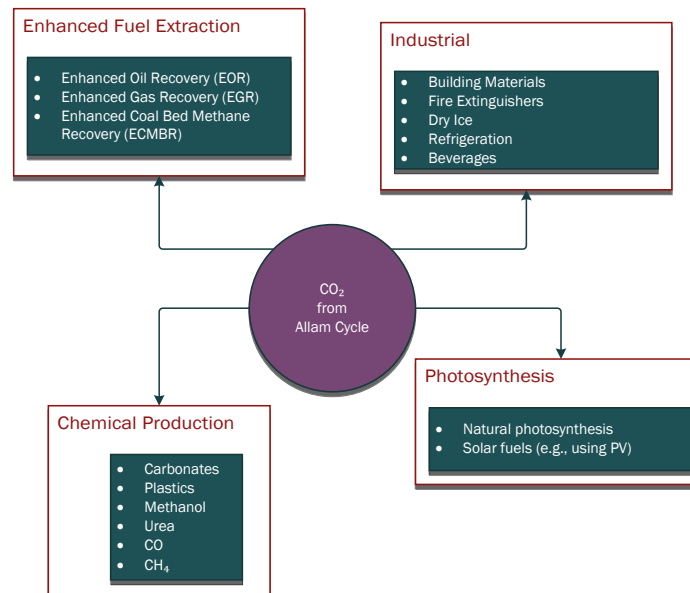 Enhanced Fuel Extraction
• Enhanced Oil Recovery (EOR)
• Enhanced Gas Recovery (EGR)
• Enhanced Coal Bed Methane
Recovery (ECMBR)
Industrial
• Building Materials
• Fire Extinguishers
• Dry Ice
• Refrigeration
• Beverages
CO₂
from
Allam Cycle
Photosynthesis
• Natural photosynthesis
• Solar fuels (e.g., using PV)
Chemical Production
• Carbonates
• Plastics
• Methanol
• Urea
• CO
• CH₄